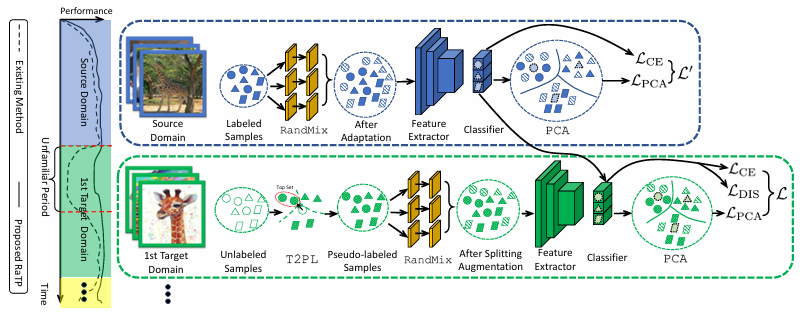 Performance
Existing Method
Proposed RaTP
Unfamiliar Period
Source Domain
1st Target Domain
Time
Source
Domain
Labeled
Samples
RandMix
After
Adaptation
Feature
Extractor
Classifier
PCA
ℒCE
ℒPCA
ℒ′
1st Target
Domain
Unlabeled
Samples
Top Set
T2PL
Pseudo-labeled
Samples
RandMix
After Splitting
Augmentation
Feature
Extractor
Classifier
PCA
ℒCE
ℒDIS
ℒPCA
ℒ